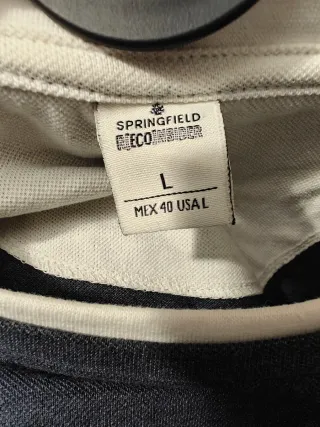 SPRINGFIELD
R[ECOINSIDER
L
MEX 40 USA L